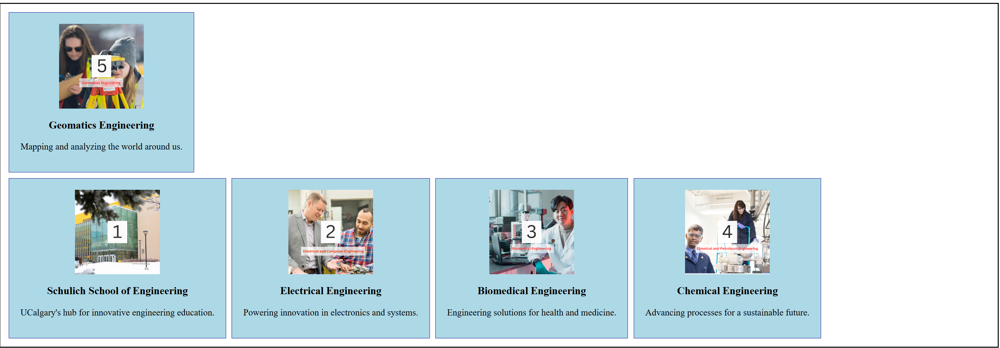 5
Geomatics Engineering
Geomatics Engineering
Mapping and analyzing the world around us.
1
Schulich School of Engineering
UCalgary's hub for innovative engineering education.
2
Electrical and Computer Engineering
Electrical Engineering
Powering innovation in electronics and systems.
3
Biomedical Engineering
Biomedical Engineering
Engineering solutions for health and medicine.
4
Chemical and Petroleum Engineering
Chemical Engineering
Advancing processes for a sustainable future.